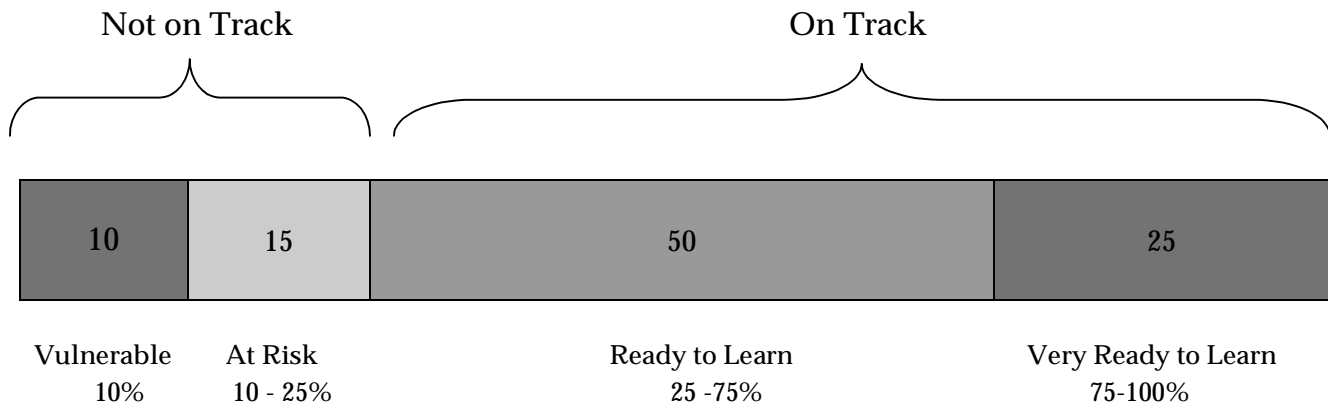 Not on Track On Track
10 15 50 25
Vulnerable At Risk Ready to Learn Very Ready to Learn
10% 10 - 25% 25 -75% 75-100%